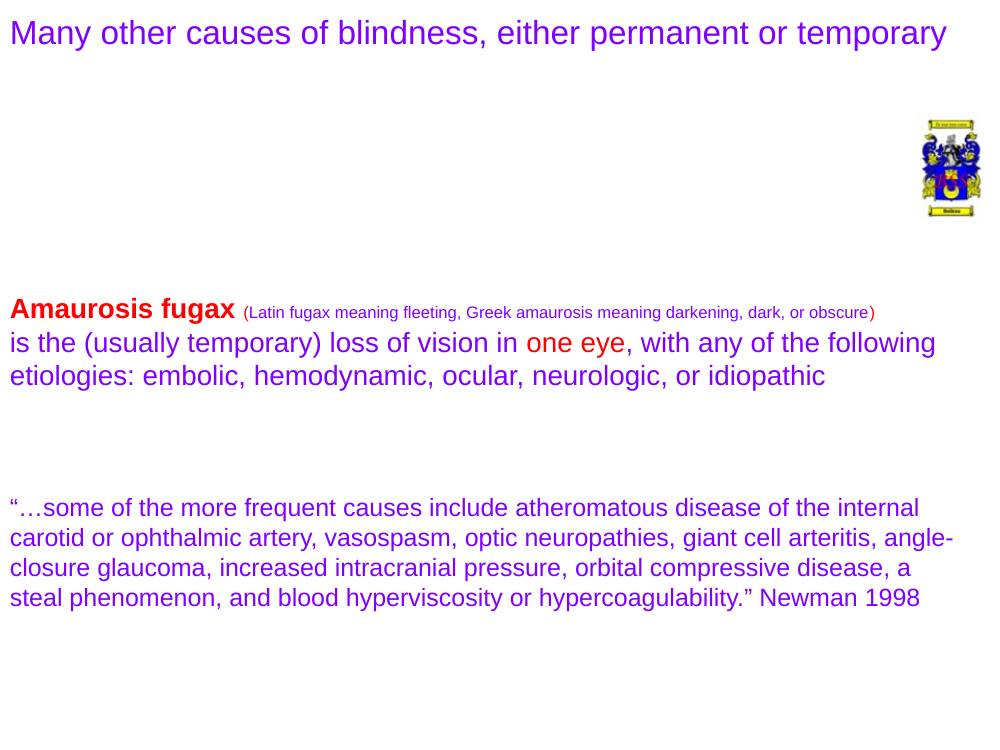 Many other causes of blindness, either permanent or temporary
Amaurosis fugax (Latin fugax meaning fleeting, Greek amaurosis meaning darkening, dark, or obscure)
is the (usually temporary) loss of vision in one eye, with any of the following
etiologies: embolic, hemodynamic, ocular, neurologic, or idiopathic
“…some of the more frequent causes include atheromatous disease of the internal
carotid or ophthalmic artery, vasospasm, optic neuropathies, giant cell arteritis, angle-
closure glaucoma, increased intracranial pressure, orbital compressive disease, a
steal phenomenon, and blood hyperviscosity or hypercoagulability.” Newman 1998